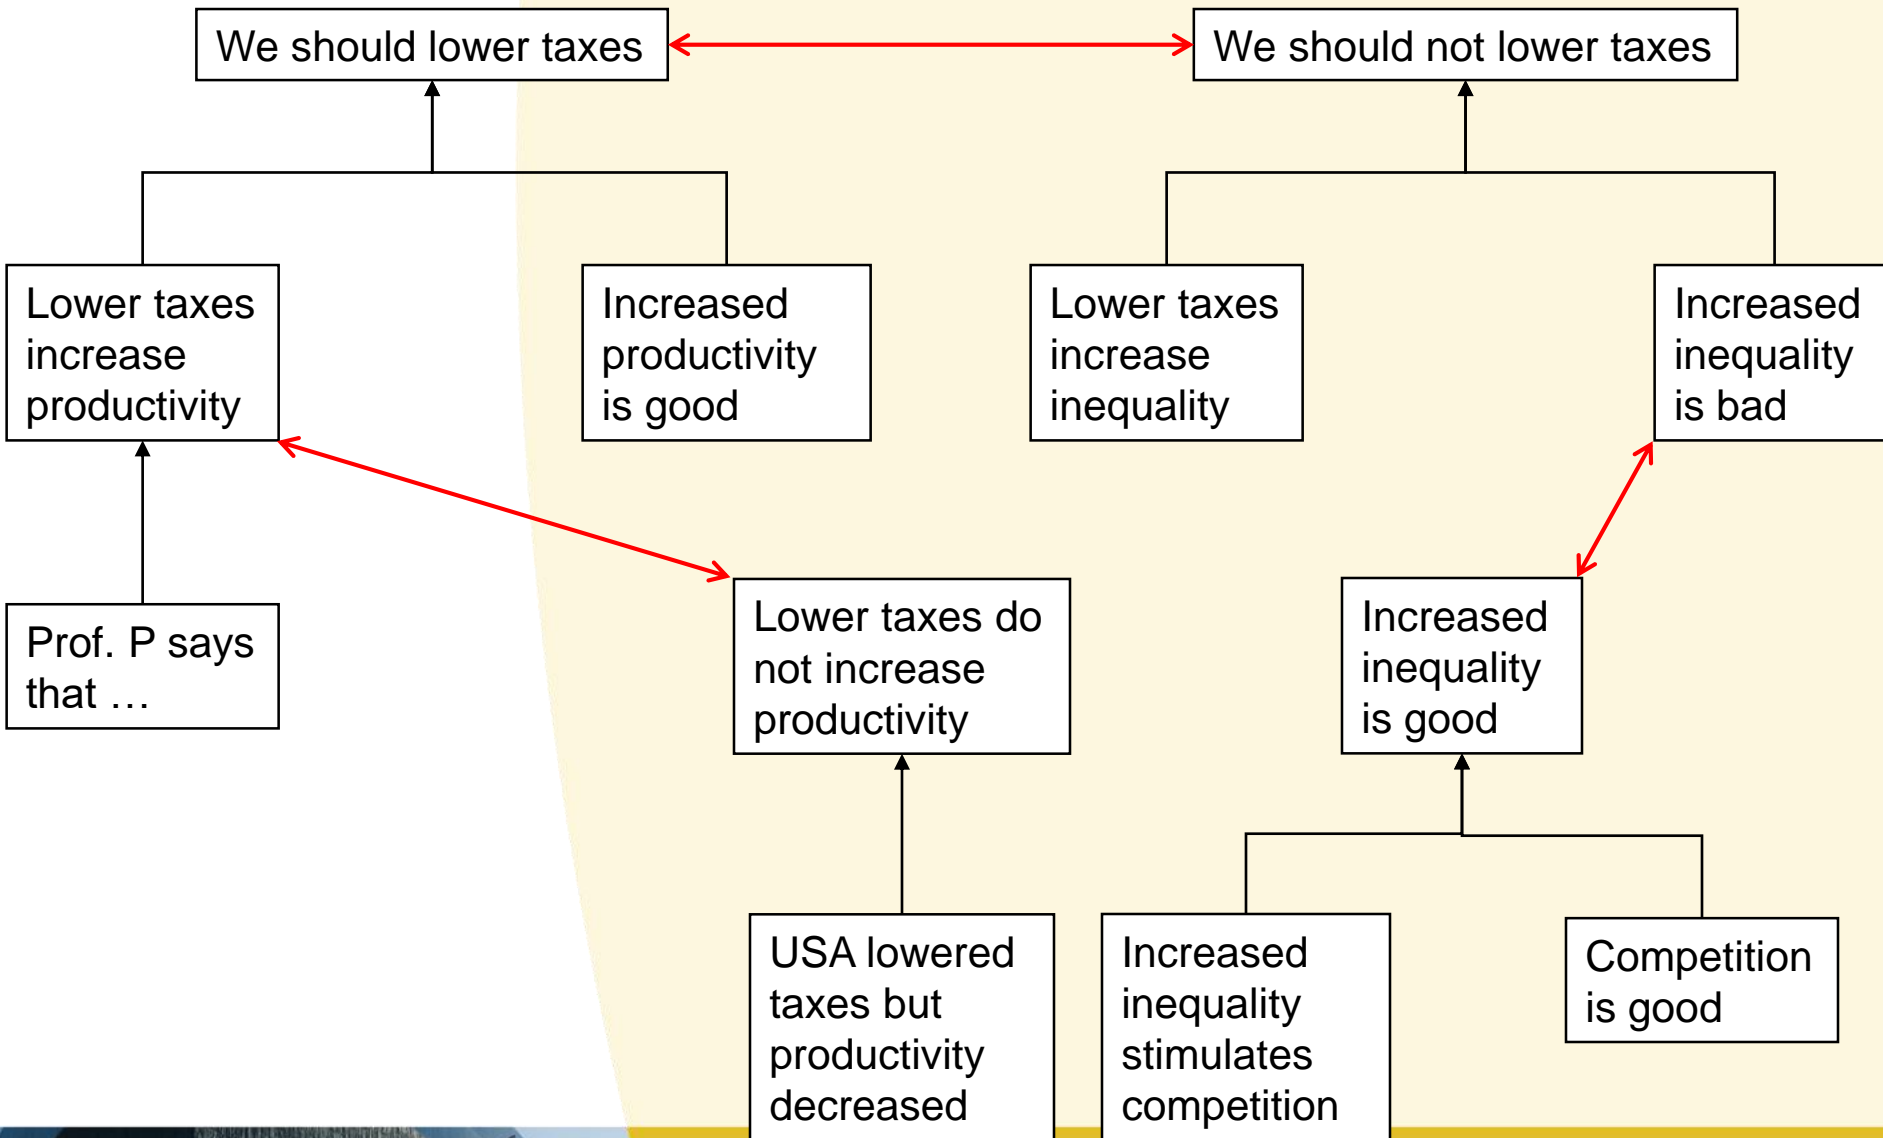 We should lower taxes
We should not lower taxes
Lower taxes
increase
productivity
Increased
productivity
is good
Lower taxes
increase
inequality
Increased
inequality
is bad
Prof. P says
that …
Lower taxes do
not increase
productivity
Increased
inequality
is good
USA lowered
taxes but
productivity
decreased
Increased
inequality
stimulates
competition
Competition
is good